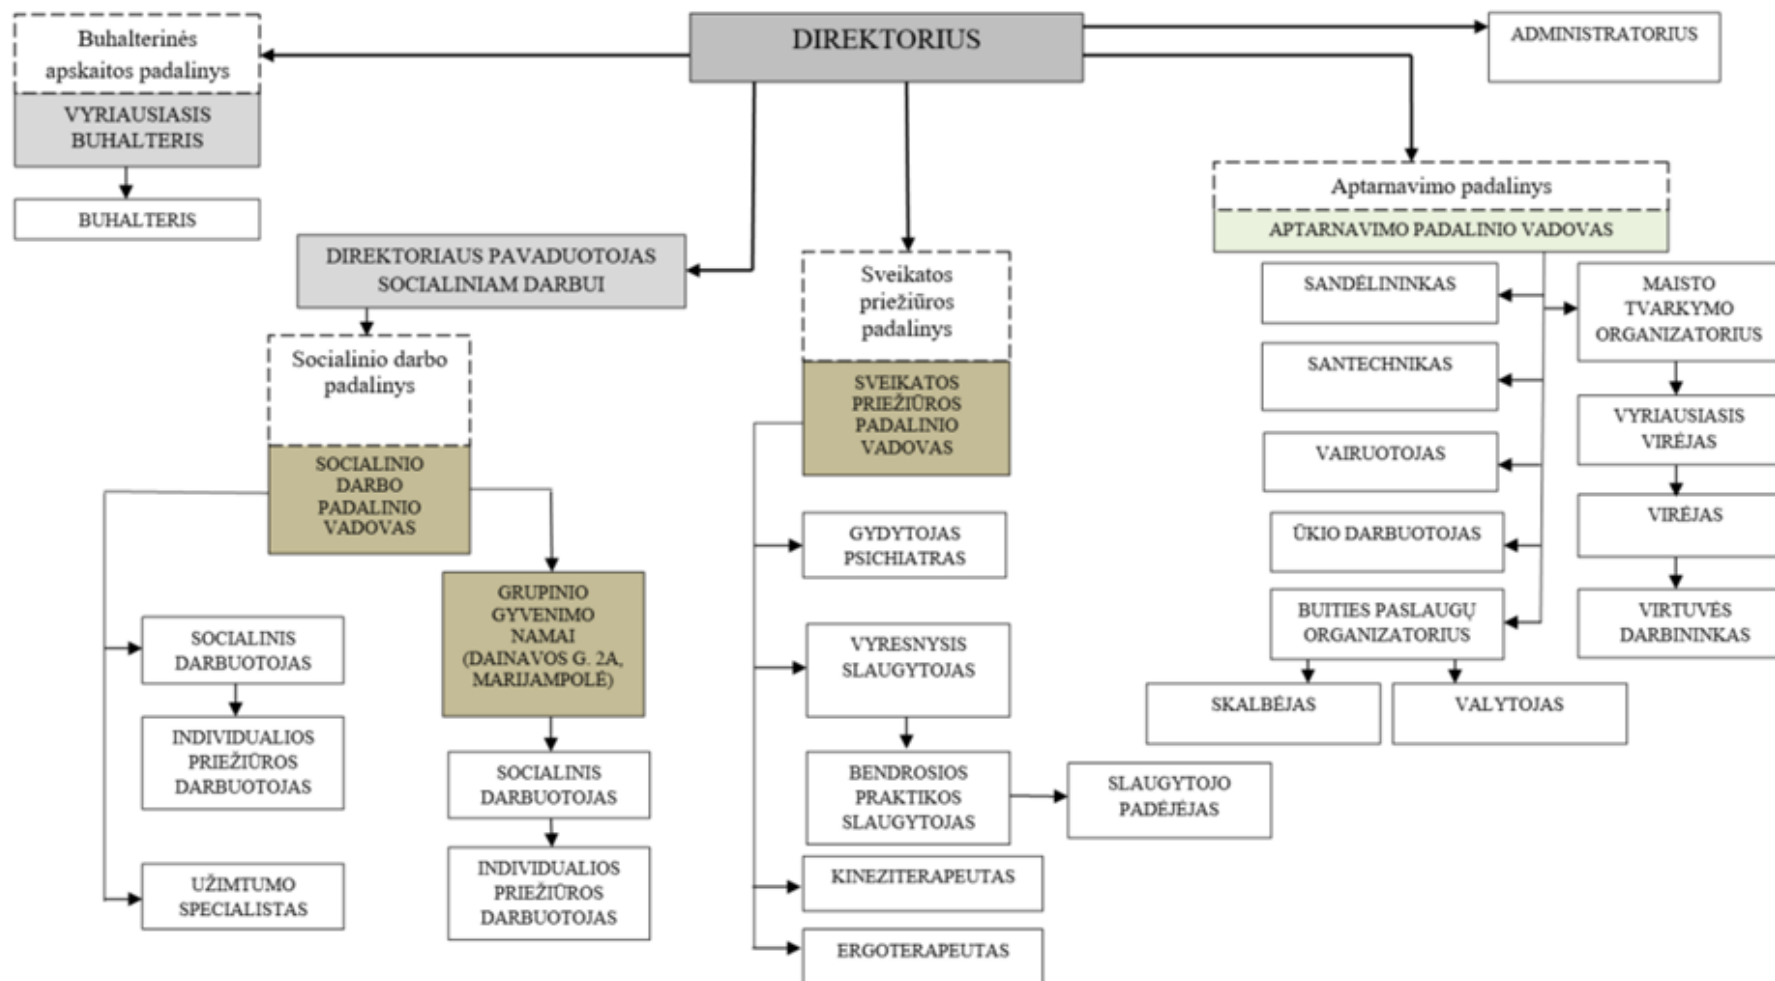 Buhalterinės
apskaitos padalinys
VYRIAUSIASIS
BUHALTERIS
BUHALTERIS
DIREKTORIUS
ADMINISTRATORIUS
DIREKTORIAUS PAVADUOTOJAS
SOCIALINIAM DARBUI
Socialinio darbo
padalinys
SOCIALINIO
DARBO
PADALINIO
VADOVAS
SOCIALINIS
DARBUOTOJAS
INDIVIDUALIOS
PRIEŽIŪROS
DARBUOTOJAS
UŽIMTUMO
SPECIALISTAS
GRUPINIO
GYVENIMO
NAMAI
(DAINAVOS G. 2A,
MARIJAMPOLĖ)
SOCIALINIS
DARBUOTOJAS
INDIVIDUALIOS
PRIEŽIŪROS
DARBUOTOJAS
Sveikatos
priežiūros
padalinys
SVEIKATOS
PRIEŽIŪROS
PADALINIO
VADOVAS
GYDYTOJAS
PSICHIATRAS
VYRESNYSIS
SLAUGYTOJAS
BENDROSIOS
PRAKTIKOS
SLAUGYTOJAS
SLAUGYTOJO
PADĖJĖJAS
KINEZITERAPEUTAS
ERGOTERAPEUTAS
Aptarnavimo padalinys
APTARNAVIMO PADALINIO VADOVAS
SANDĖLININKAS
SANTECHNIKAS
VAIRUOTOJAS
ŪKIO DARBUOTOJAS
BUITIES PASLAUGŲ
ORGANIZATORIUS
SKALBĖJAS
VALYTOJAS
MAISTO
TVARKYMO
ORGANIZATORIUS
VYRIAUSIASIS
VIRĖJAS
VIRĖJAS
VIRTUVĖS
DARBININKAS